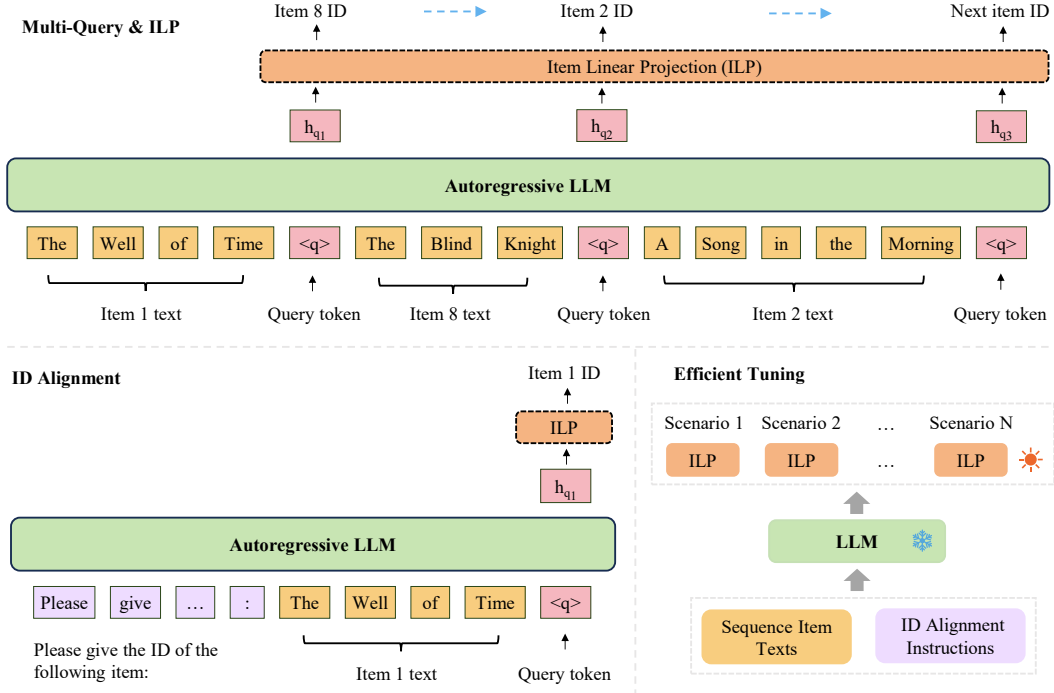 Multi-Query & ILP
Item 8 ID
Item 2 ID
Next item ID
Item Linear Projection (ILP)
hq1
hq2
hq3
Autoregressive LLM
The Well of Time <q> The Blind Knight <q> A Song in the Morning <q>
Item 1 text
Query token
Item 8 text
Query token
Item 2 text
Query token
ID Alignment
Item 1 ID
ILP
hq1
Autoregressive LLM
Please give … : The Well of Time <q>
Please give the ID of the
following item:
Item 1 text
Query token
Efficient Tuning
Scenario 1 Scenario 2 … Scenario N
ILP ILP … ILP
LLM
Sequence Item
Texts
ID Alignment
Instructions